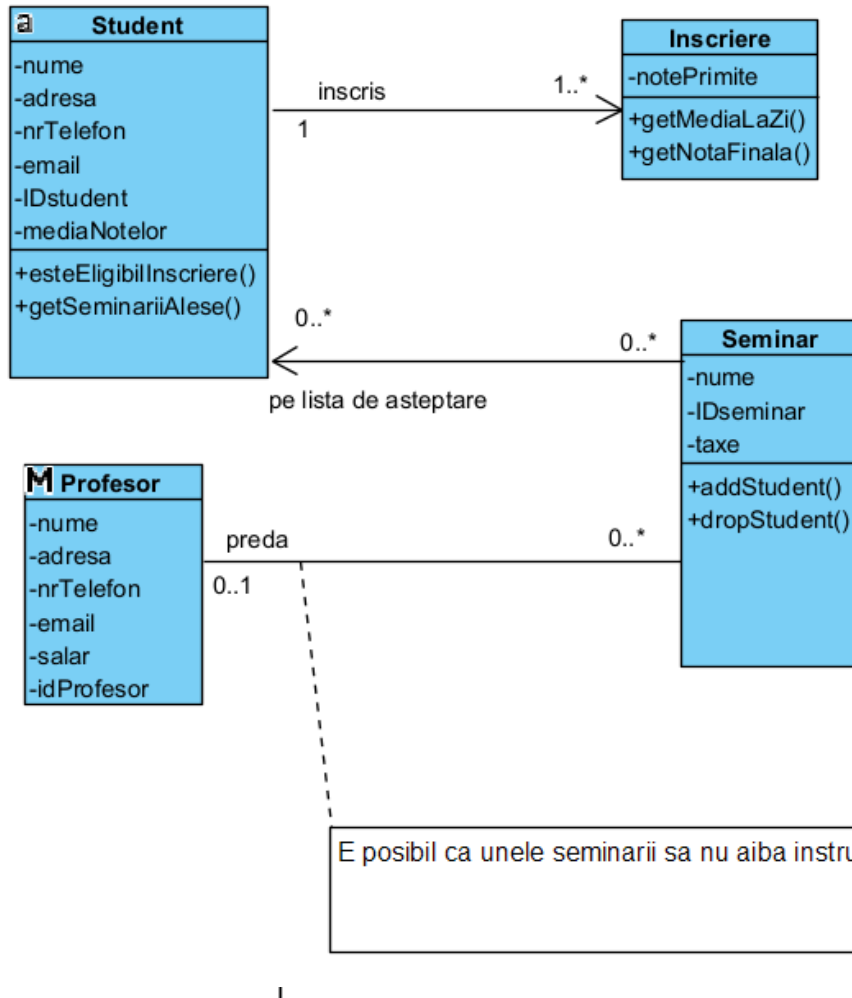 a Student
-nume
-adresa
-nrTelefon
-email
-IDstudent
-mediaNotelor
+esteEligibilInscriere()
+getSeminariiAlese()
inscris
1
1..*
Inscriere
-notePrimite
+getMediaLaZi()
+getNotaFinala()
0..*
0..*
pe lista de asteptare
Seminar
-nume
-IDseminar
-taxe
+addStudent()
+dropStudent()
M Profesor
-nume
-adresa
-nrTelefon
-email
-salar
-idProfesor
preda
0..1
0..*
E posibil ca unele seminarii sa nu aiba instru